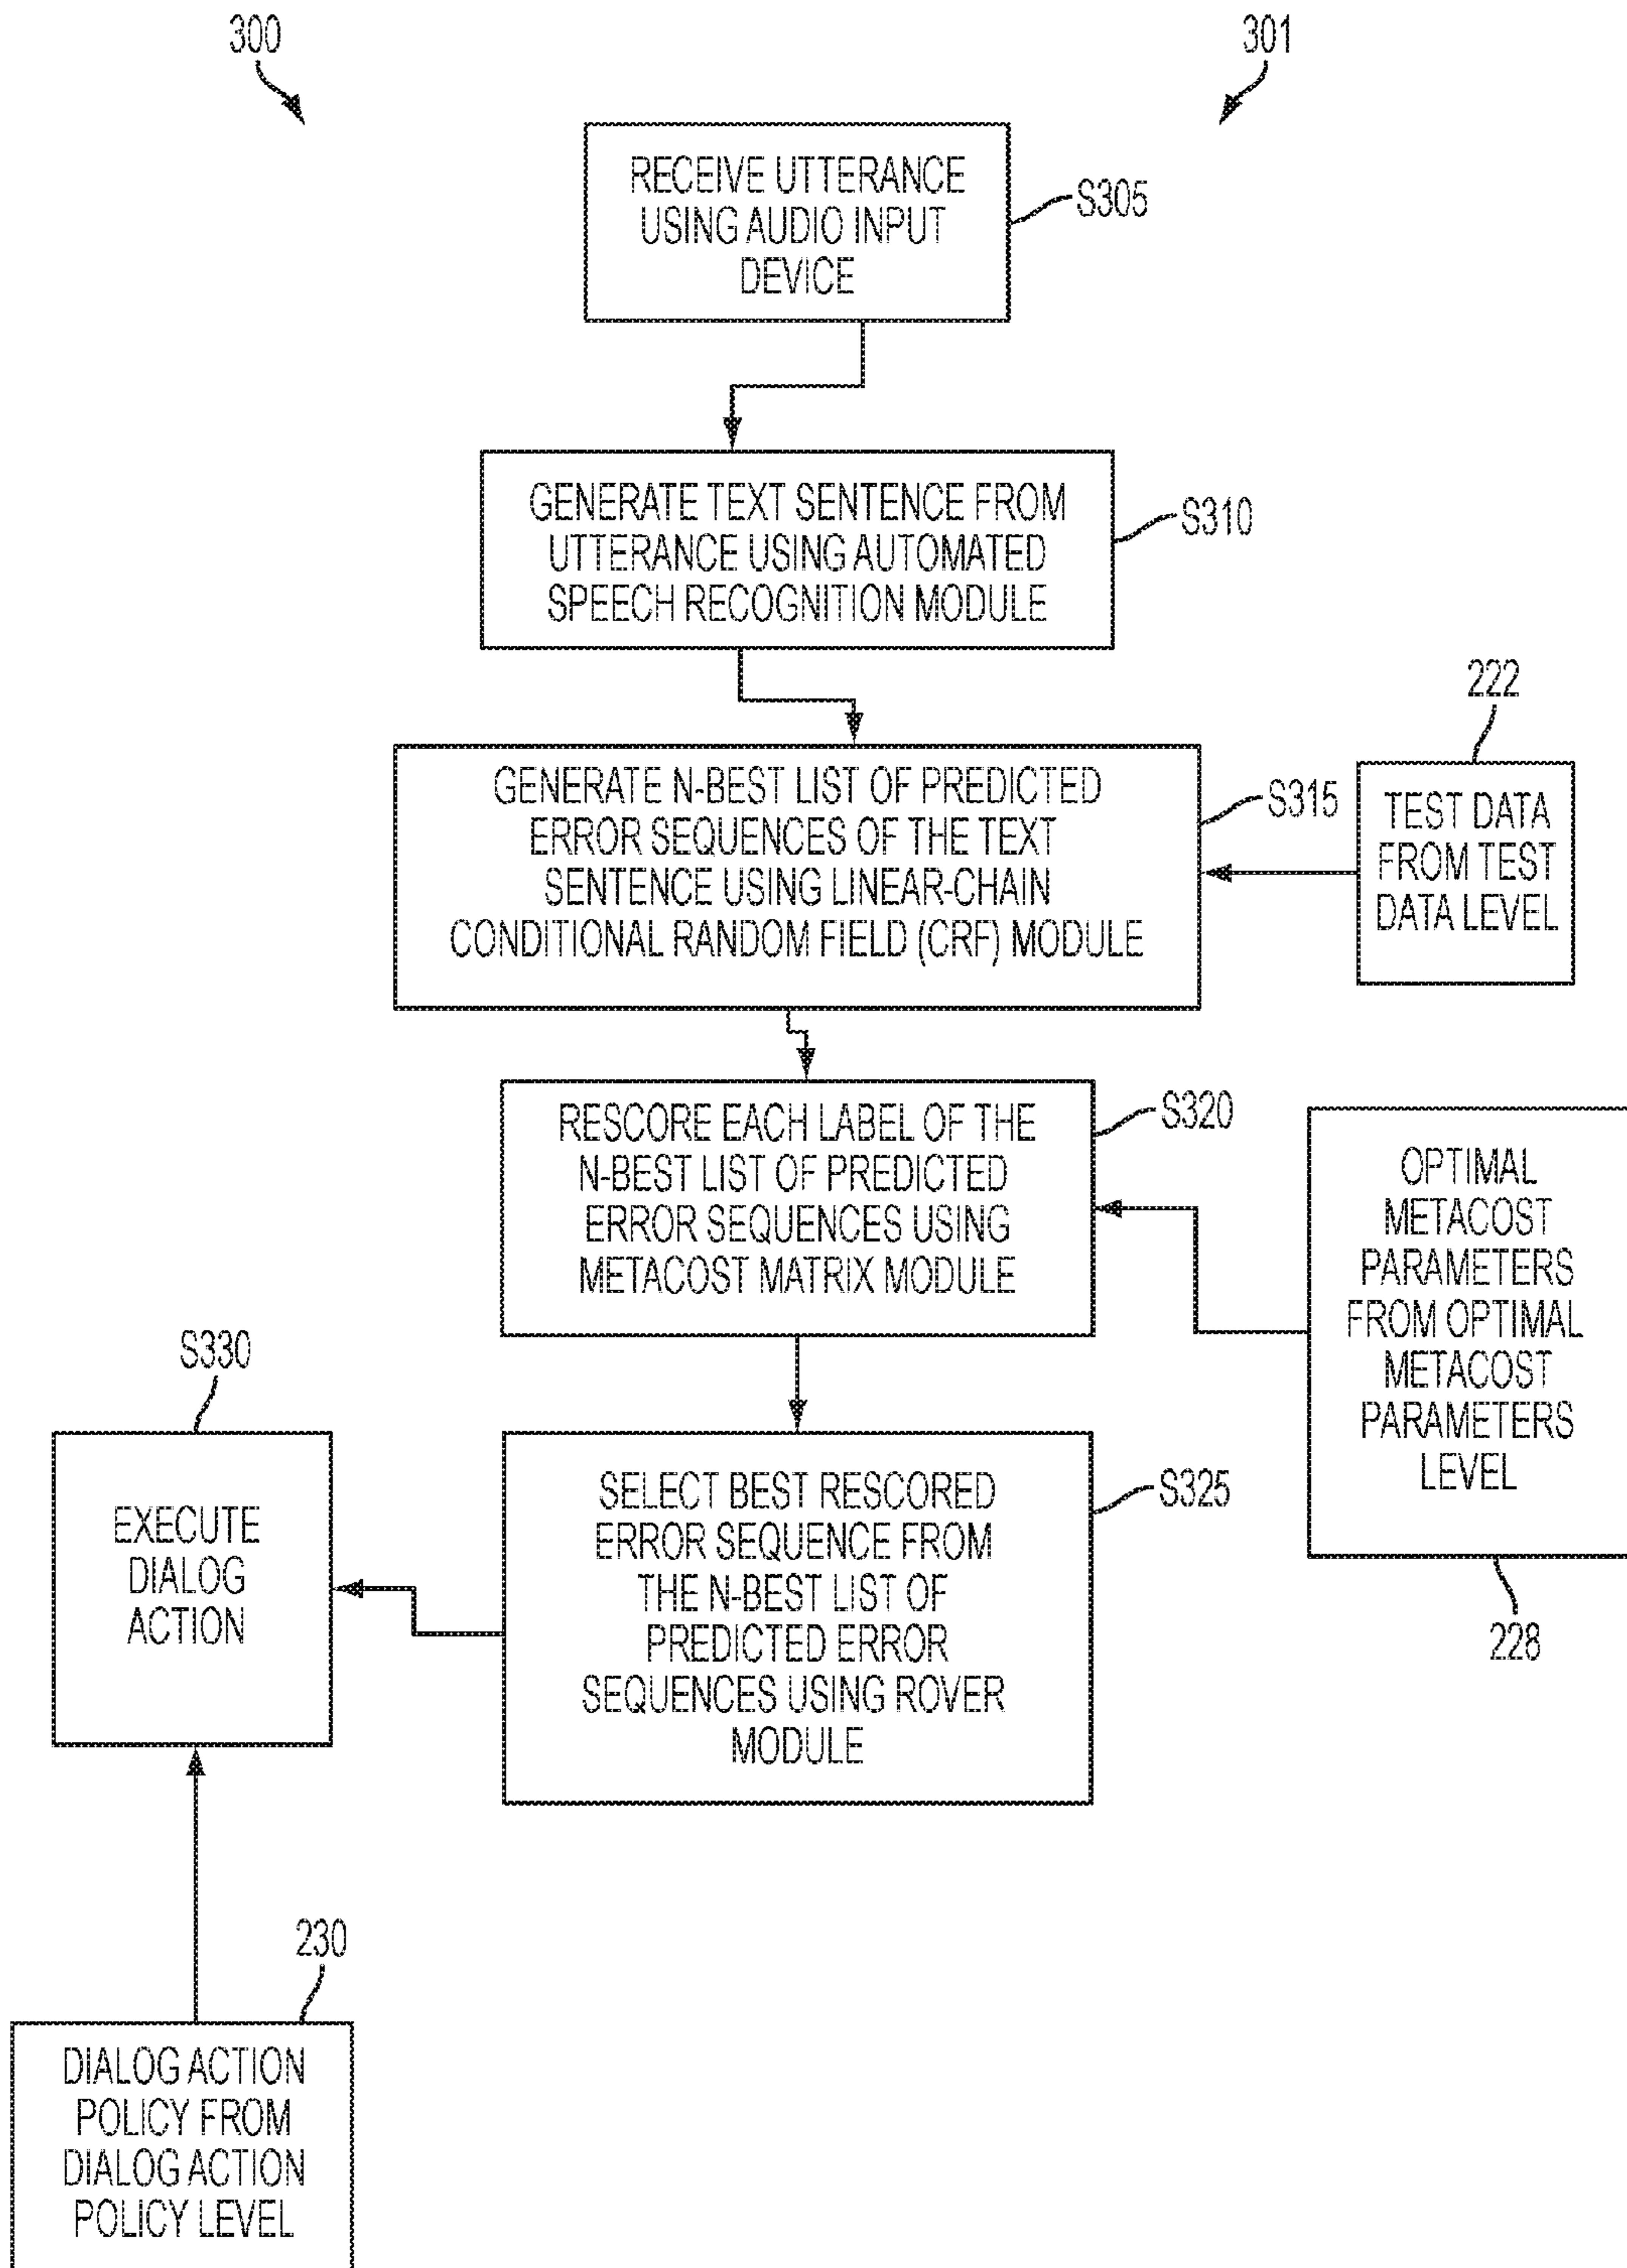 300
301
RECEIVE UTTERANCE
USING AUDIO INPUT
DEVICE
S305
GENERATE TEXT SENTENCE FROM
UTTERANCE USING AUTOMATED
SPEECH RECOGNITION MODULE
S310
GENERATE N-BEST LIST OF PREDICTED
ERROR SEQUENCES OF THE TEXT
SENTENCE USING LINEAR-CHAIN
CONDITIONAL RANDOM FIELD (CRF) MODULE
S315
222
TEST DATA
FROM TEST
DATA LEVEL
RESCORE EACH LABEL OF THE
N-BEST LIST OF PREDICTED
ERROR SEQUENCES USING
METACOST MATRIX MODULE
S320
OPTIMAL
METACOST
PARAMETERS
FROM OPTIMAL
METACOST
PARAMETERS
LEVEL
228
S330
EXECUTE
DIALOG
ACTION
SELECT BEST RESCORED
ERROR SEQUENCE FROM
THE N-BEST LIST OF
PREDICTED ERROR
SEQUENCES USING ROVER
MODULE
S325
230
DIALOG ACTION
POLICY FROM
DIALOG ACTION
POLICY LEVEL